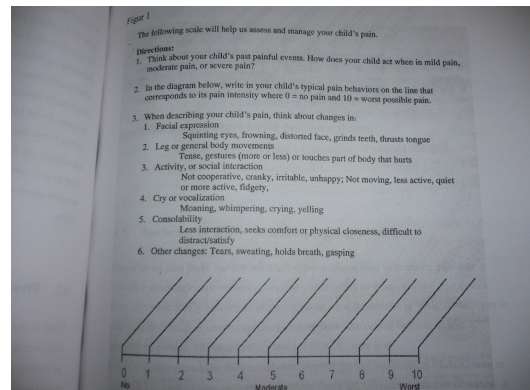 Figur 1
The following scale will help us assess and manage your child's pain.
Directions:
1. Think about your child's past painful events. How does your child act when in mild pain,
moderate pain, or severe pain?
2. In the diagram below, write in your child's typical pain behaviors on the line that
corresponds to its pain intensity where 0 = no pain and 10 = worst possible pain.
3. When describing your child's pain, think about changes in:
1. Facial expression
Squinting eyes, frowning, distorted face, grinds teeth, thrusts tongue
2. Leg or general body movements
Tense, gestures (more or less) or touches part of body that hurts
3. Activity, or social interaction
Not cooperative, cranky, irritable, unhappy; Not moving, less active, quiet
or more active, fidgety,
4. Cry or vocalization
Moaning, whimpering, crying, yelling
5. Consolability
Less interaction, seeks comfort or physical closeness, difficult to
distract/satisfy
6. Other changes: Tears, sweating, holds breath, gasping
0 1 2 3 4 5 6 7 8 9 10
No Moderate Worst